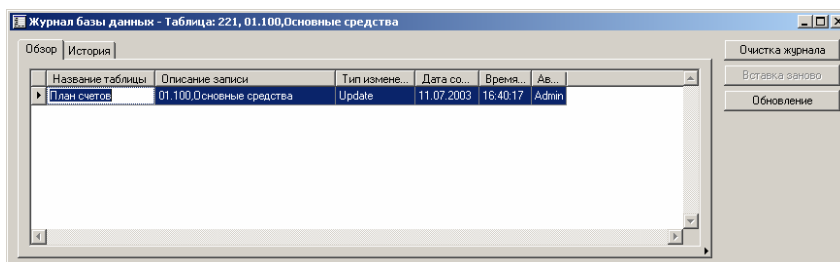 Журнал базы данных - Таблица: 221, 01.100,Основные средства
Обзор История
Очистка журнала
Вставка заново
Обновление
Название таблицы Описание записи Тип измене... Дата со... Время... Ав...
План счетов 01.100,Основные средства Update 11.07.2003 16:40:17 Admin